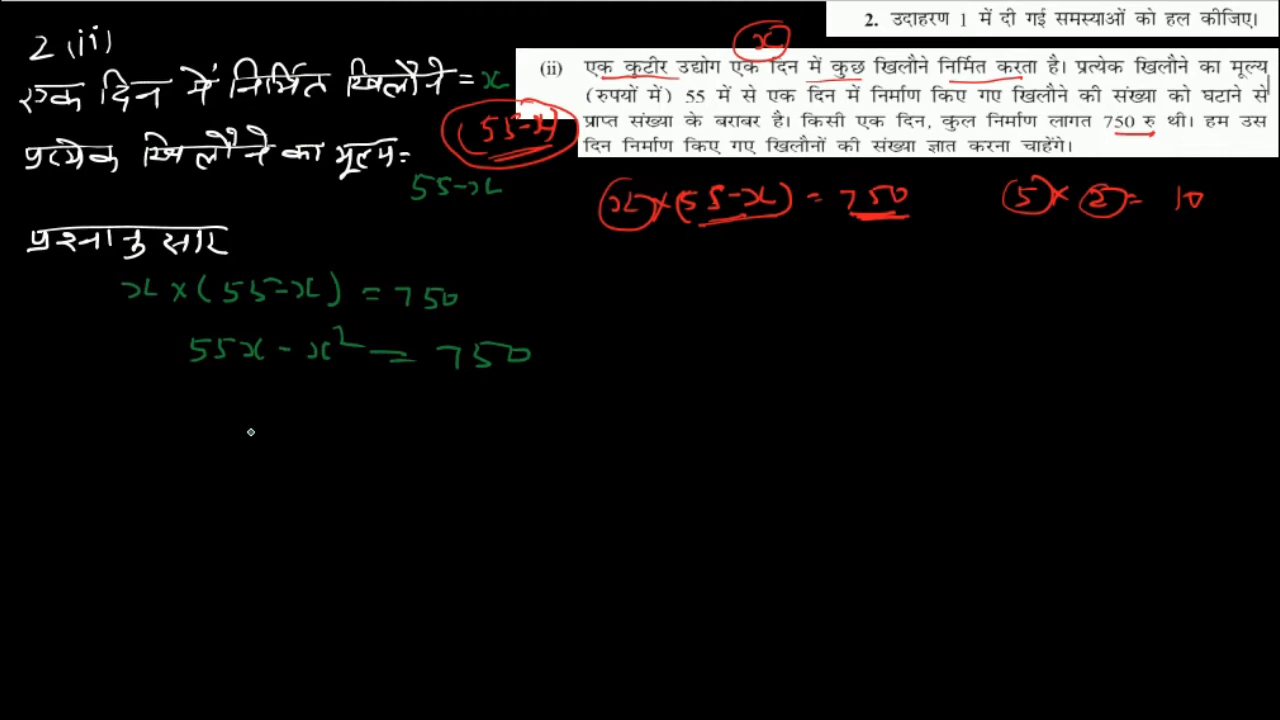 2. उदाहरण 1 में दी गई समस्याओं को हल कीजिए।
x
(ii) एक कुटीर उद्योग एक दिन में कुछ खिलौने निर्मित करता है। प्रत्येक खिलौने का मूल्य
(रुपयों में) 55 में से एक दिन में निर्माण किए गए खिलौने की संख्या को घटाने से
प्राप्त संख्या के बराबर है। किसी एक दिन, कुल निर्माण लागत 750 रु थी। हम उस
दिन निर्माण किए गए खिलौनों की संख्या ज्ञात करना चाहेंगे।
2 (ii)
एक दिन में निर्मित खिलौने = x
(55-x)
प्रत्येक खिलौने का मूल्य =
55-x
(x)×(55-x) = 750
(5)×(2)= 10
प्रश्नानुसार
x×(55-x) = 750
55x - x² = 750